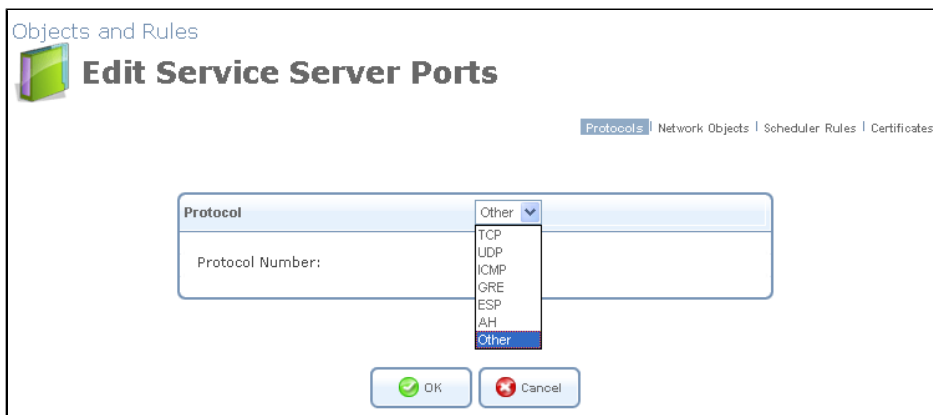 Objects and Rules
Edit Service Server Ports
Protocols | Network Objects | Scheduler Rules | Certificates
Protocol Other
TCP
UDP
Protocol Number:
ICMP
GRE
ESP
AH
Other
OK Cancel